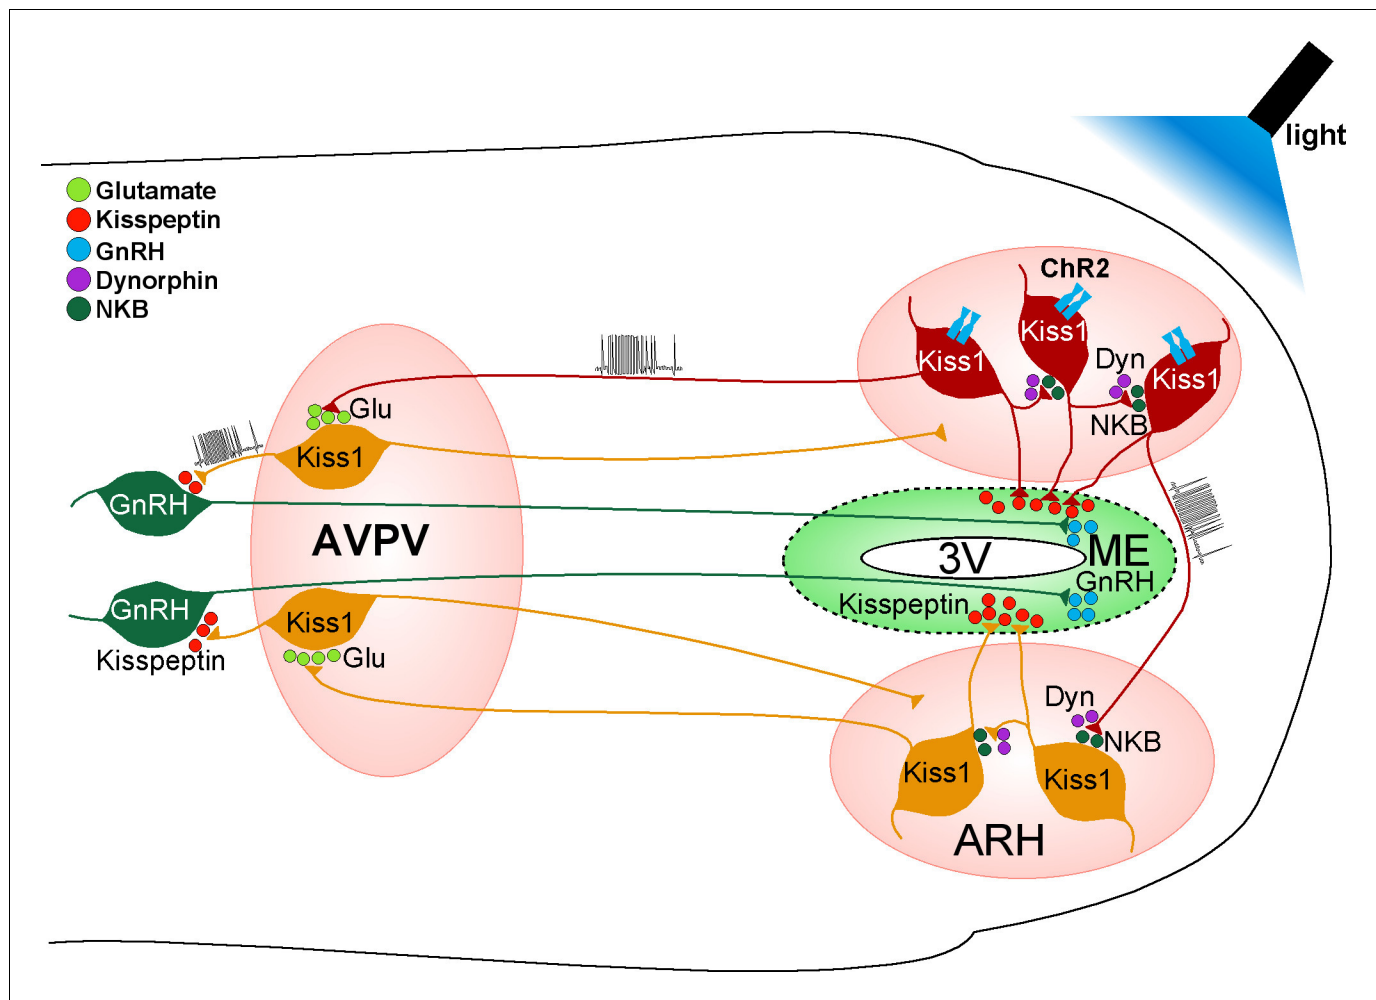 light
Glutamate
Kisspeptin
GnRH
Dynorphin
NKB
ChR2
Kiss1
Kiss1
Kiss1
Dyn
NKB
Glu
Kiss1
GnRH
AVPV
3V
ME
GnRH
Kisspeptin
GnRH
Kiss1
Kisspeptin
Glu
Dyn
NKB
Kiss1
Kiss1
ARH